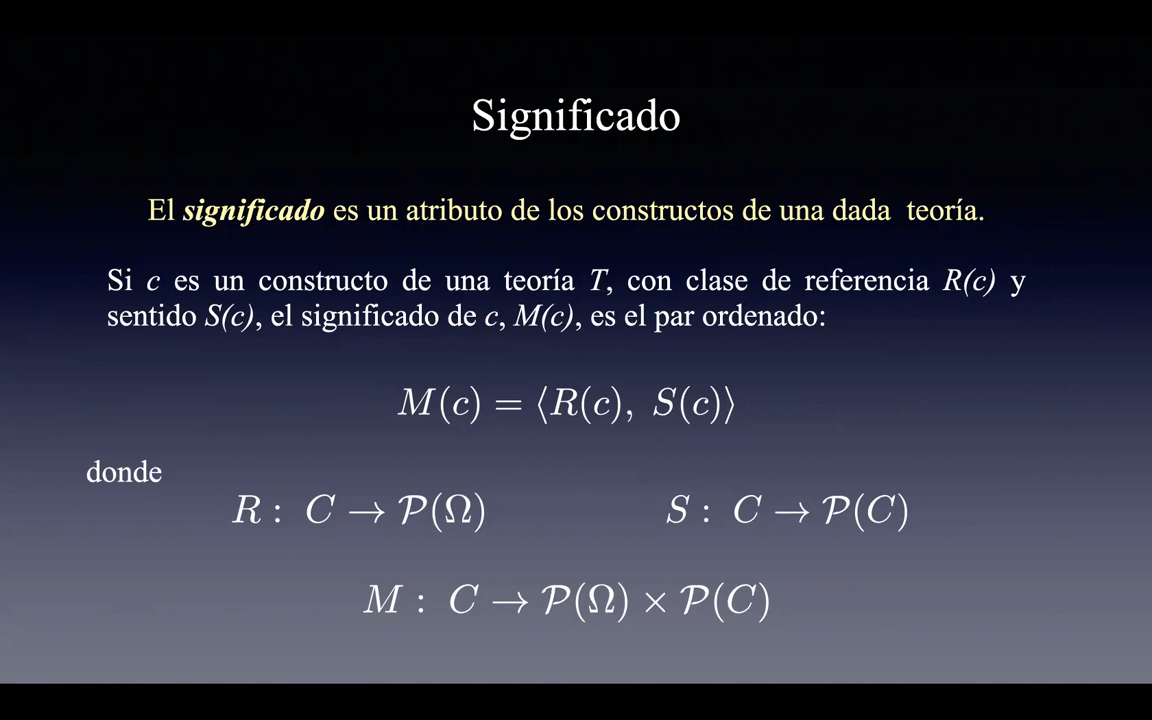 Significado
El significado es un atributo de los constructos de una dada teoría.
Si c es un constructo de una teoría T, con clase de referencia R(c) y
sentido S(c), el significado de c, M(c), es el par ordenado:
M(c) = ⟨R(c), S(c)⟩
donde
R : C → 𝒫(Ω) S : C → 𝒫(C)
M : C → 𝒫(Ω) × 𝒫(C)